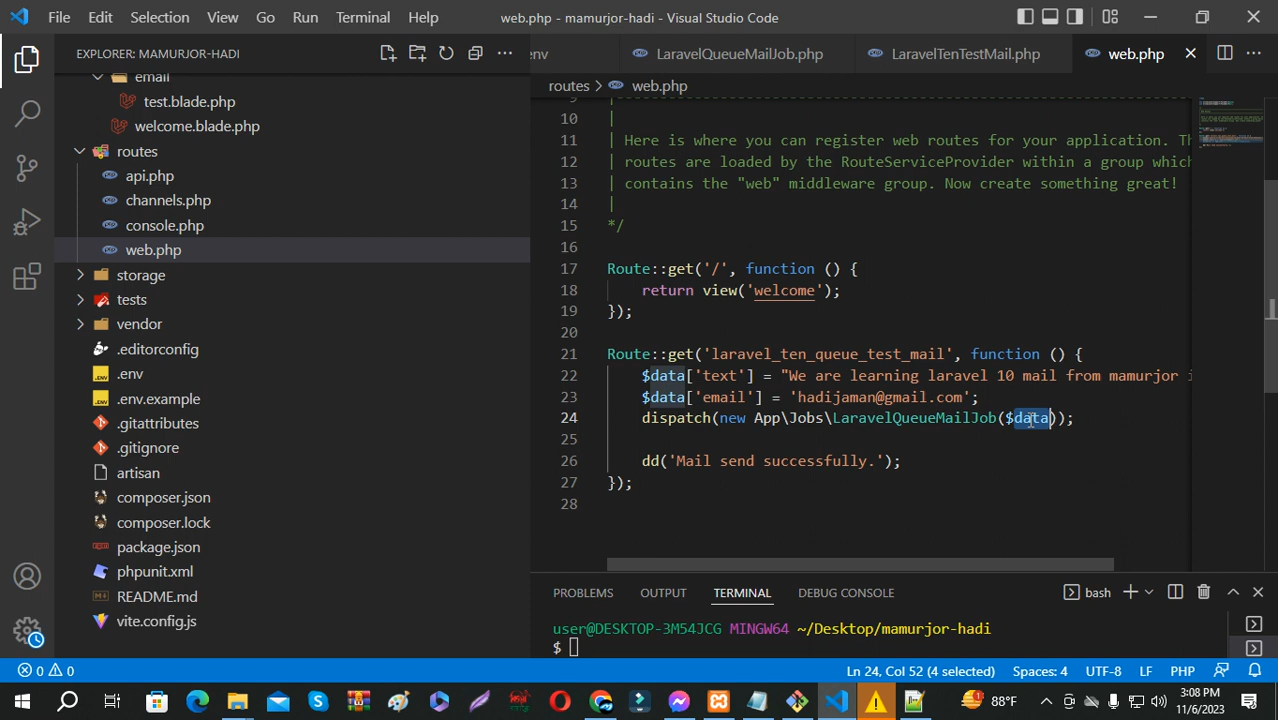 File Edit Selection View Go Run Terminal Help web.php - mamurjor-hadi - Visual Studio Code
EXPLORER: MAMURJOR-HADI
email
test.blade.php
welcome.blade.php
routes
api.php
channels.php
console.php
web.php
storage
tests
vendor
.editorconfig
.env
.env.example
.gitattributes
.gitignore
artisan
composer.json
composer.lock
package.json
phpunit.xml
README.md
vite.config.js
env LaravelQueueMailJob.php LaravelTenTestMail.php web.php
routes > web.php
9 |
10 |
11 | Here is where you can register web routes for your application. Th
12 | routes are loaded by the RouteServiceProvider within a group which
13 | contains the "web" middleware group. Now create something great!
14 |
15 */
16
17 Route::get('/', function () {
18 return view('welcome');
19 });
20
21 Route::get('laravel_ten_queue_test_mail', function () {
22 $data['text'] = "We are learning laravel 10 mail from mamurjor i
23 $data['email'] = 'hadijaman@gmail.com';
24 dispatch(new App\Jobs\LaravelQueueMailJob($data));
25
26 dd('Mail send successfully.');
27 });
28
PROBLEMS OUTPUT TERMINAL DEBUG CONSOLE bash
user@DESKTOP-3M54JCG MINGW64 ~/Desktop/mamurjor-hadi
$
0 0 Ln 24, Col 52 (4 selected) Spaces: 4 UTF-8 LF PHP
88°F 3:08 PM
11/6/2023